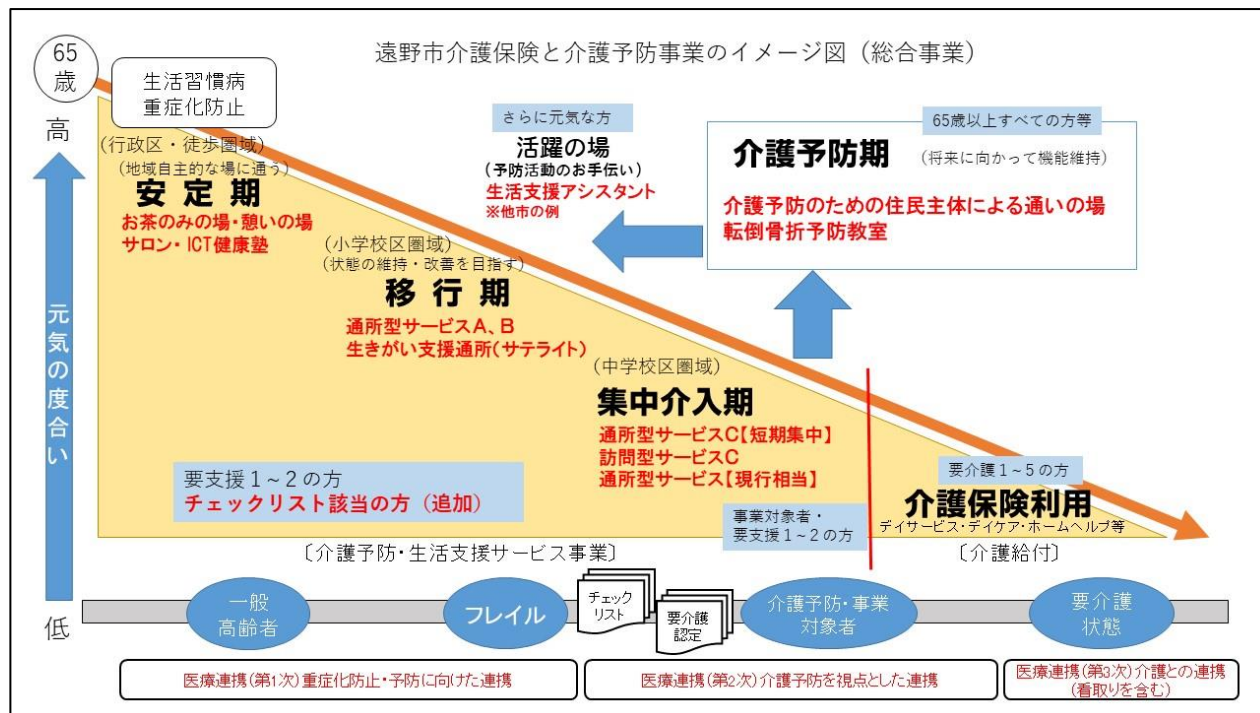 遠野市介護保険と介護予防事業のイメージ図（総合事業）
65
歳
高
元気の度合い
低
生活習慣病
重症化防止
(行政区・徒歩圏域)
(地域自主的な場に通う)
安 定 期
お茶のみの場・憩いの場
サロン・ICT健康塾
(小学校区圏域)
(状態の維持・改善を目指す)
移 行 期
通所型サービスA、B
生きがい支援通所(サテライト)
さらに元気な方
活躍の場
(予防活動のお手伝い)
生活支援アシスタント
※他市の例
65歳以上すべての方等
介護予防期
(将来に向かって機能維持)
介護予防のための住民主体による通いの場
転倒骨折予防教室
(中学校区圏域)
集中介入期
通所型サービスC【短期集中】
訪問型サービスC
通所型サービス【現行相当】
要支援１～２の方
チェックリスト該当の方（追加）
事業対象者・
要支援１～２の方
要介護１～５の方
介護保険利用
デイサービス・デイケア・ホームヘルプ等
〔介護予防・生活支援サービス事業〕
〔介護給付〕
一般
高齢者
フレイル
チェック
リスト
要介護
認定
介護予防・事業
対象者
要介護
状態
医療連携(第1次)重症化防止・予防に向けた連携
医療連携(第2次)介護予防を視点とした連携
医療連携(第3次)介護との連携
(看取りを含む)